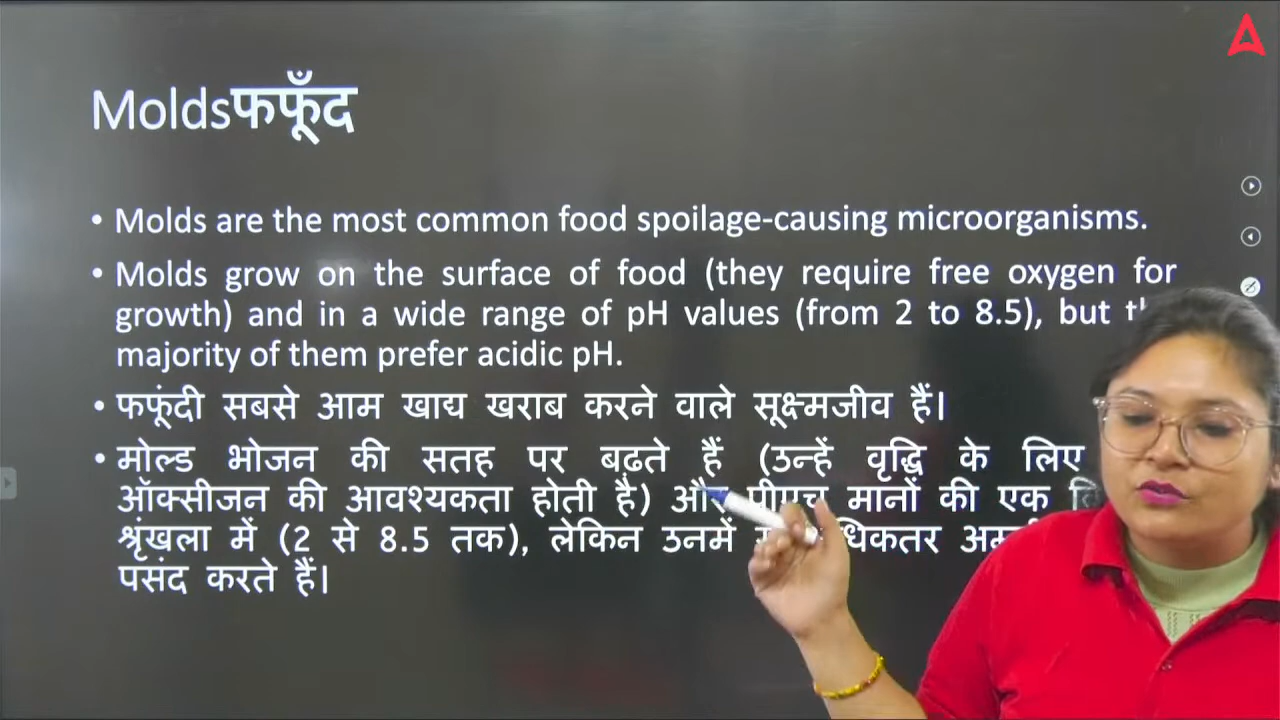 Moldsफफूँद
• Molds are the most common food spoilage-causing microorganisms.
• Molds grow on the surface of food (they require free oxygen for
growth) and in a wide range of pH values (from 2 to 8.5), but
majority of them prefer acidic pH.
• फफूंदी सबसे आम खाद्य खराब करने वाले सूक्ष्मजीव हैं।
• मोल्ड भोजन की सतह पर बढते हैं (उन्हें वृद्धि के लिए
ऑक्सीजन की आवश्यकता होती है) और पीएच मानों की एक
श्रृंखला में (2 से 8.5 तक), लेकिन उनमें
पसंद करते हैं।